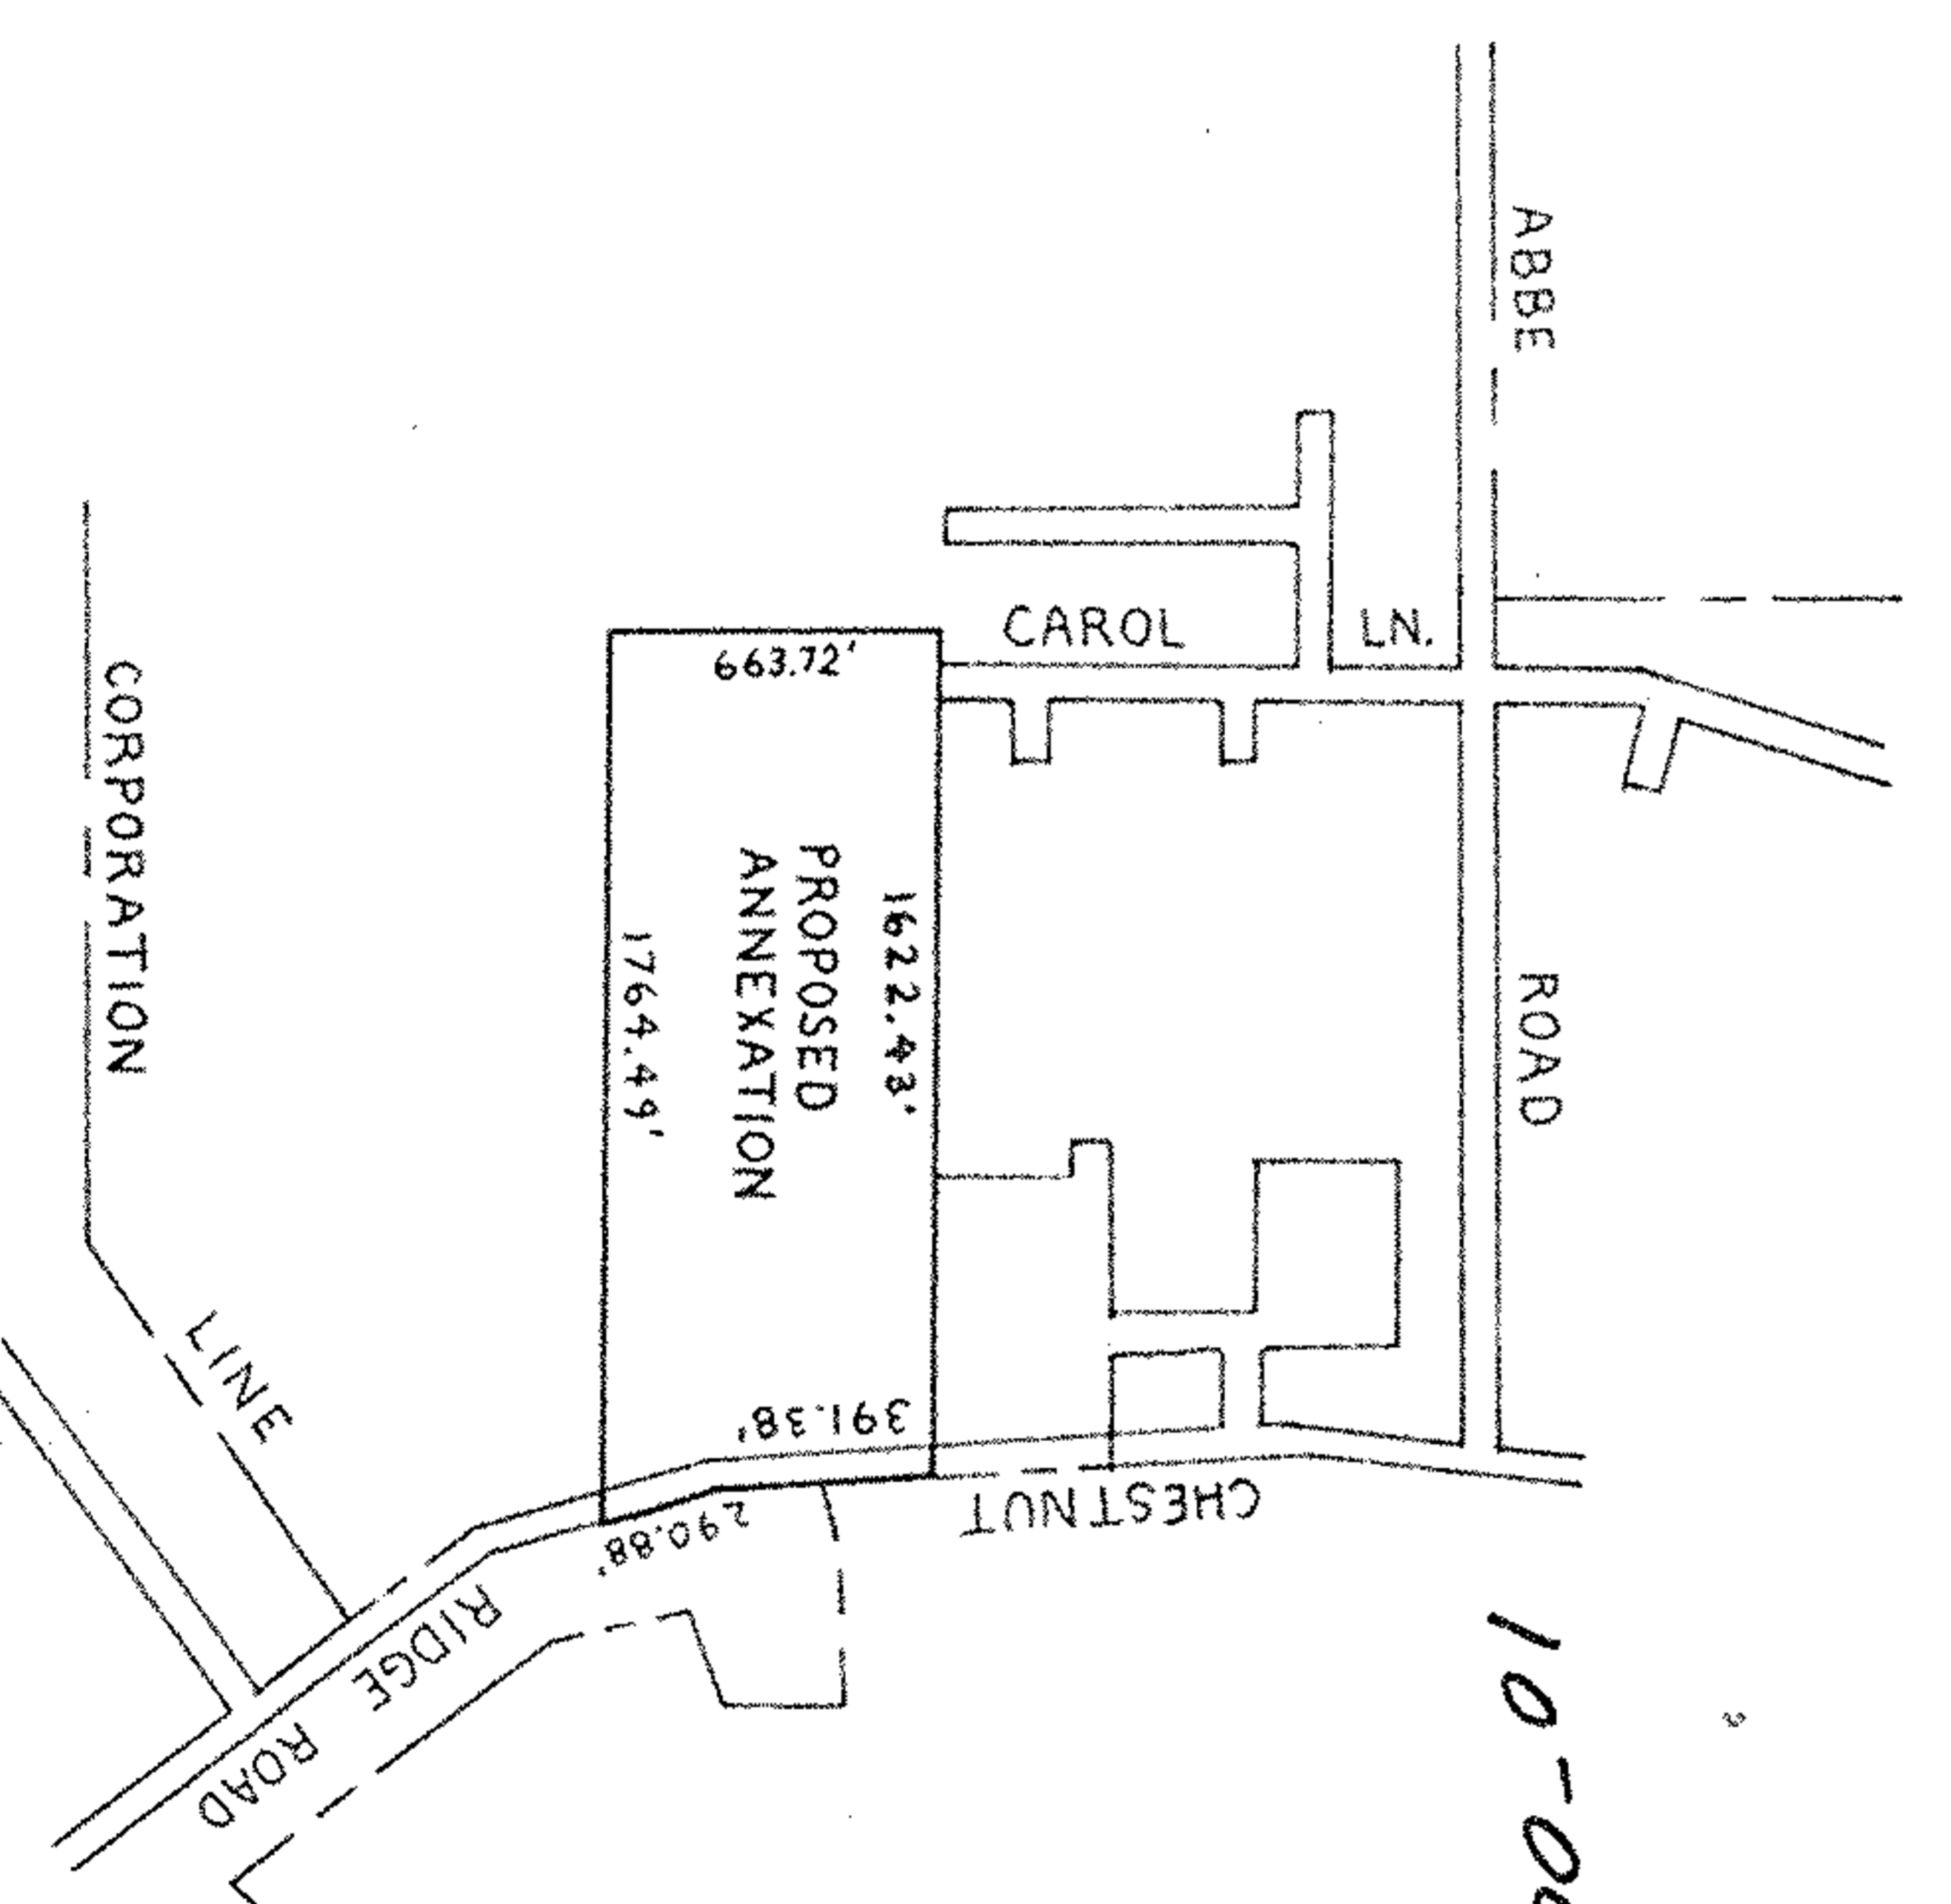 ABBE
ROAD
CAROL LN.
663.72'
PROPOSED
ANNEXATION
1622.43'
1764.49'
391.38'
290.88'
CORPORATION
LINE
CHESTNUT
RIDGE
ROAD